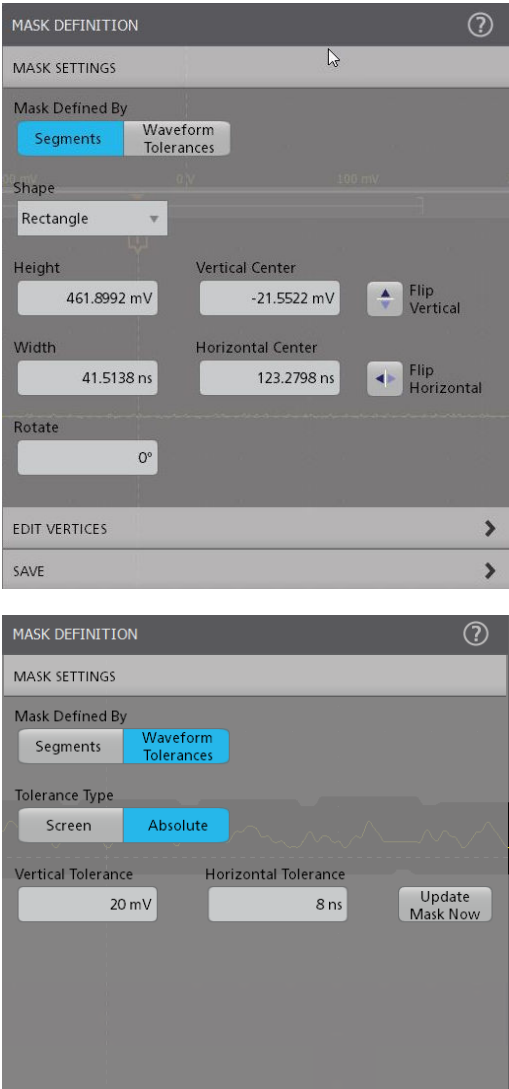 MASK DEFINITION ?
MASK SETTINGS
Mask Defined By
Segments Waveform
Tolerances
0 V 100 mV
Shape
Rectangle
Height Vertical Center
461.8992 mV -21.5522 mV Flip
Vertical
Width Horizontal Center
41.5138 ns 123.2798 ns Flip
Horizontal
Rotate
0°
EDIT VERTICES
SAVE
MASK DEFINITION ?
MASK SETTINGS
Mask Defined By
Segments Waveform
Tolerances
Tolerance Type
Screen Absolute
Vertical Tolerance Horizontal Tolerance
20 mV 8 ns Update
Mask Now